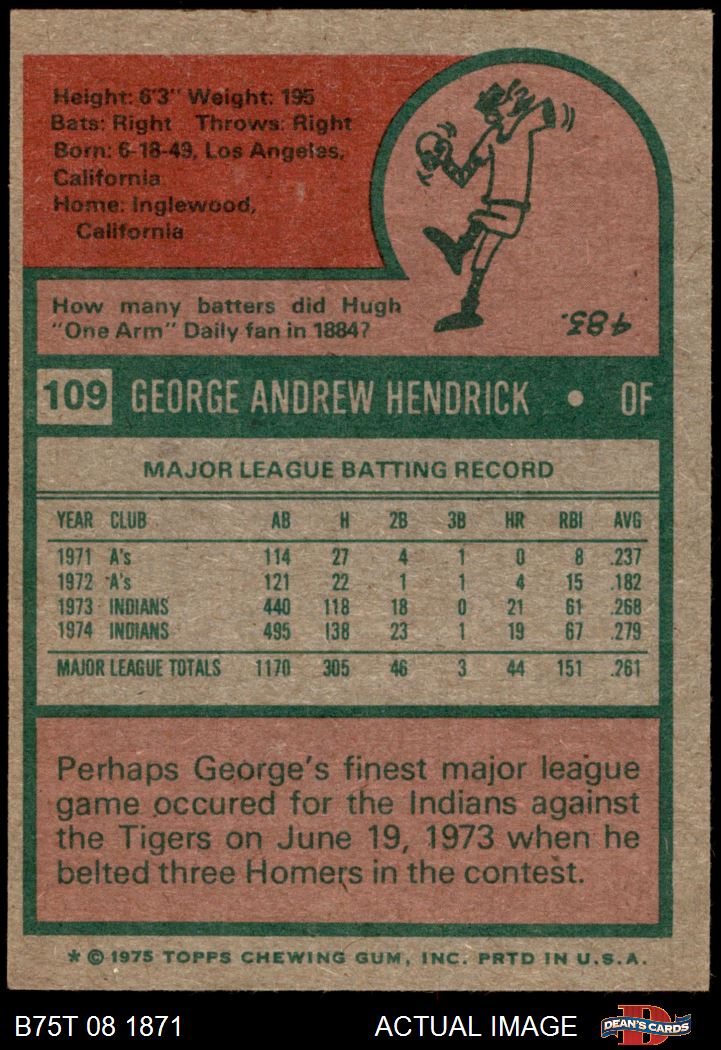 Height: 6'3" Weight: 195
Bats: Right Throws: Right
Born: 6-18-49, Los Angeles,
California
Home: Inglewood,
California
How many batters did Hugh
"One Arm" Daily fan in 1884?
483.
109 GEORGE ANDREW HENDRICK • OF
MAJOR LEAGUE BATTING RECORD
YEAR CLUB AB H 2B 3B HR RBI AVG
1971 A's 114 27 4 1 0 8 .237
1972 A's 121 22 1 1 4 15 .182
1973 INDIANS 440 118 18 0 21 61 .268
1974 INDIANS 495 138 23 1 19 67 .279
MAJOR LEAGUE TOTALS 1170 305 46 3 44 151 .261
Perhaps George's finest major league
game occured for the Indians against
the Tigers on June 19, 1973 when he
belted three Homers in the contest.
* © 1975 TOPPS CHEWING GUM, INC. PRTD IN U.S.A.
B75T 08 1871 ACTUAL IMAGE D DEAN'S CARDS